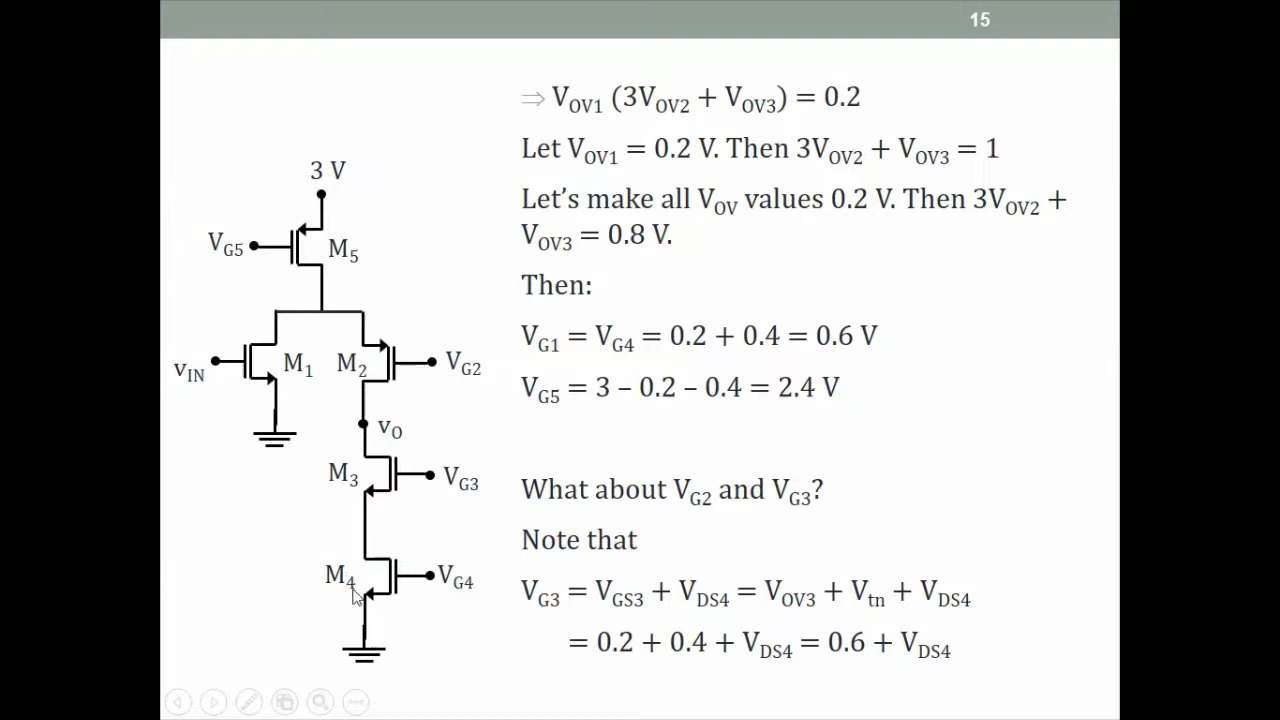 15
⇒ V_OV1 (3V_OV2 + V_OV3) = 0.2
Let V_OV1 = 0.2 V. Then 3V_OV2 + V_OV3 = 1
Let’s make all V_OV values 0.2 V. Then 3V_OV2 +
V_OV3 = 0.8 V.
Then:
V_G1 = V_G4 = 0.2 + 0.4 = 0.6 V
V_G5 = 3 – 0.2 – 0.4 = 2.4 V
What about V_G2 and V_G3?
Note that
V_G3 = V_GS3 + V_DS4 = V_OV3 + V_tn + V_DS4
= 0.2 + 0.4 + V_DS4 = 0.6 + V_DS4
3 V
V_G5
M_5
v_IN
M_1
M_2
V_G2
v_O
M_3
V_G3
M_4
V_G4